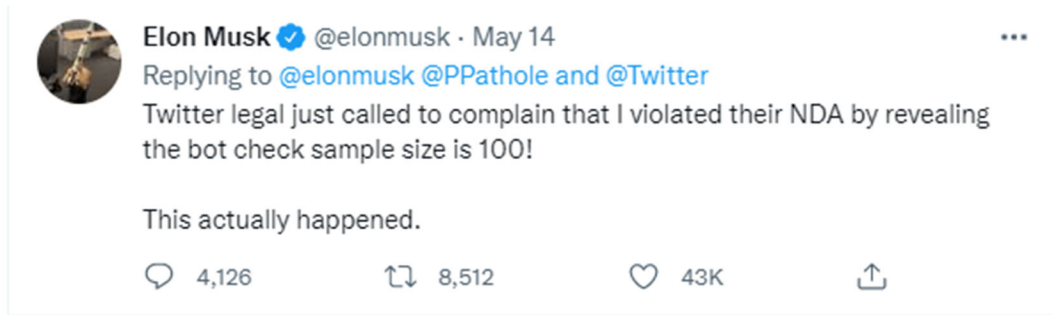 Elon Musk @elonmusk · May 14
Replying to @elonmusk @PPathole and @Twitter
Twitter legal just called to complain that I violated their NDA by revealing
the bot check sample size is 100!
This actually happened.
4,126 8,512 43K